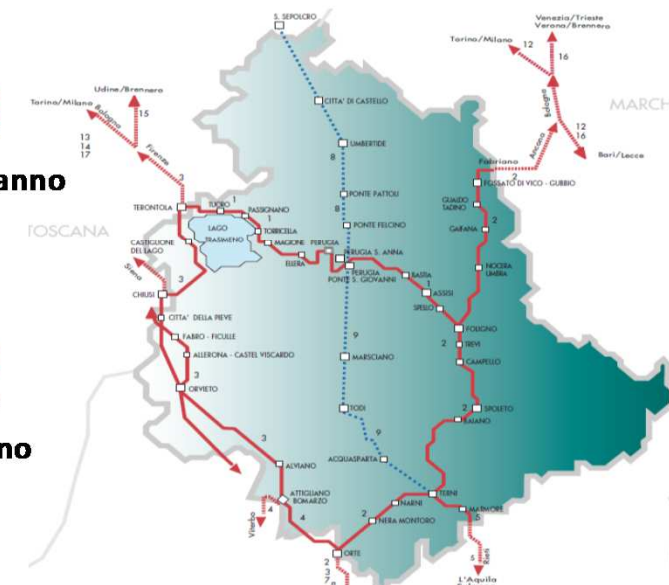 S. SEPOLCRO
Venezia/Trieste
Verona/Brennero
Torino/Milano
12
16
Udine/Brennero
Torino/Milano
Bologna
15
13
14
17
Firenze
3
CITTA' DI CASTELLO
Bologna
Ancona
12
16
Bari/Lecce
MARCH
UMBERTIDE
8
Fabriano
2
FOSSATO DI VICO - GUBBIO
anno
TERONTOLA
TUORO
1
PASSIGNANO
1
PONTE PATTOLI
8
GUALDO
TADINO
2
TOSCANA
LAGO
TRASIMENO
TORRICELLA
MAGIONE
PONTE FELCINO
GAIFANA
CASTIGLIONE
DEL LAGO
ELLERA
PERUGIA
PERUGIA S. ANNA
PERUGIA
PONTE S. GIOVANNI
BASTIA
1
ASSISI
SPELLO
NOCERA
UMBRA
Siena
3
CHIUSI
CITTA' DELLA PIEVE
FABRO - FICULLE
ALLERONA - CASTEL VISCARDO
3
ORVIETO
9
MARSCIANO
FOLIGNO
2
TREVI
CAMPELLO
TODI
9
2
SPOLETO
BAIANO
no
3
ALVIANO
ACQUASPARTA
ATTIGLIANO
BOMARZO
4
Viterbo
4
TERNI
NARNI
2
NERA MONTORO
MARMORE
5
ORTE
2
3
5
Rieti
L'Aquila